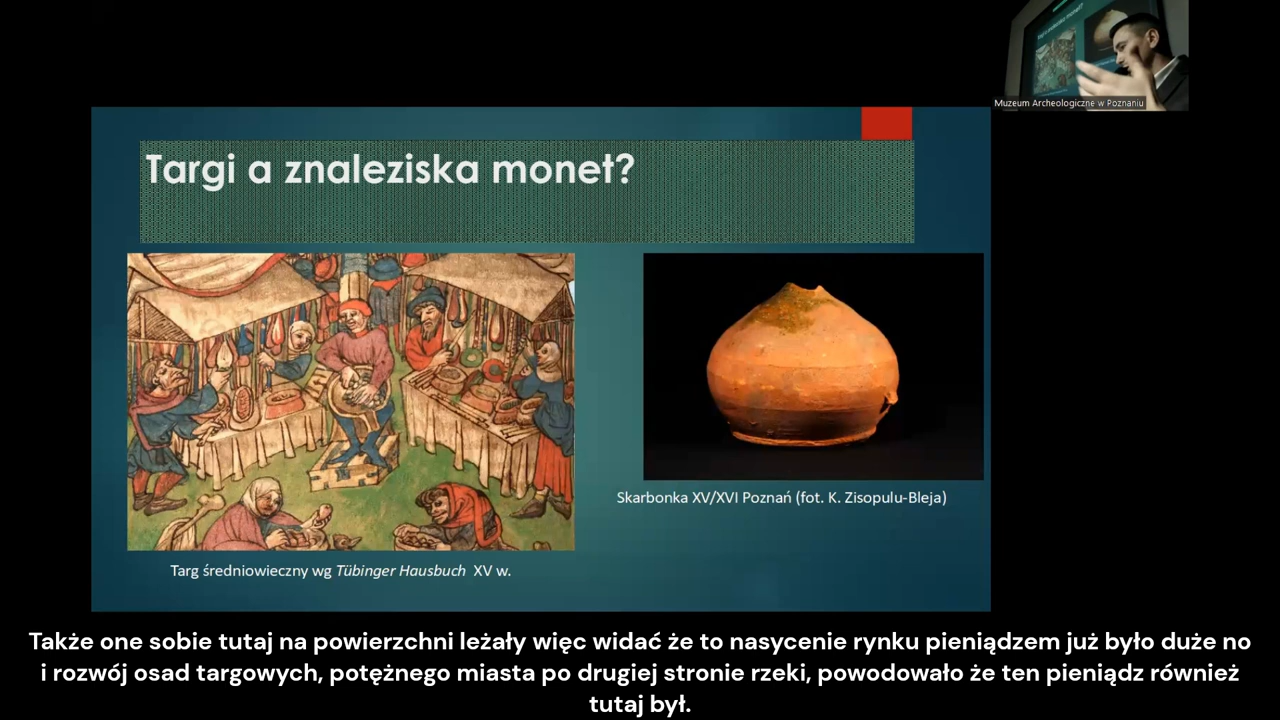 Muzeum Archeologiczne w Poznaniu
Targi a znaleziska monet?
Skarbonka XV/XVI Poznań (fot. K. Zisopulu-Bleja)
Targ średniowieczny wg Tübinger Hausbuch XV w.
Także one sobie tutaj na powierzchni leżały więc widać że to nasycenie rynku pieniądzem już było duże no
i rozwój osad targowych, potężnego miasta po drugiej stronie rzeki, powodowało że ten pieniądz również
tutaj był.